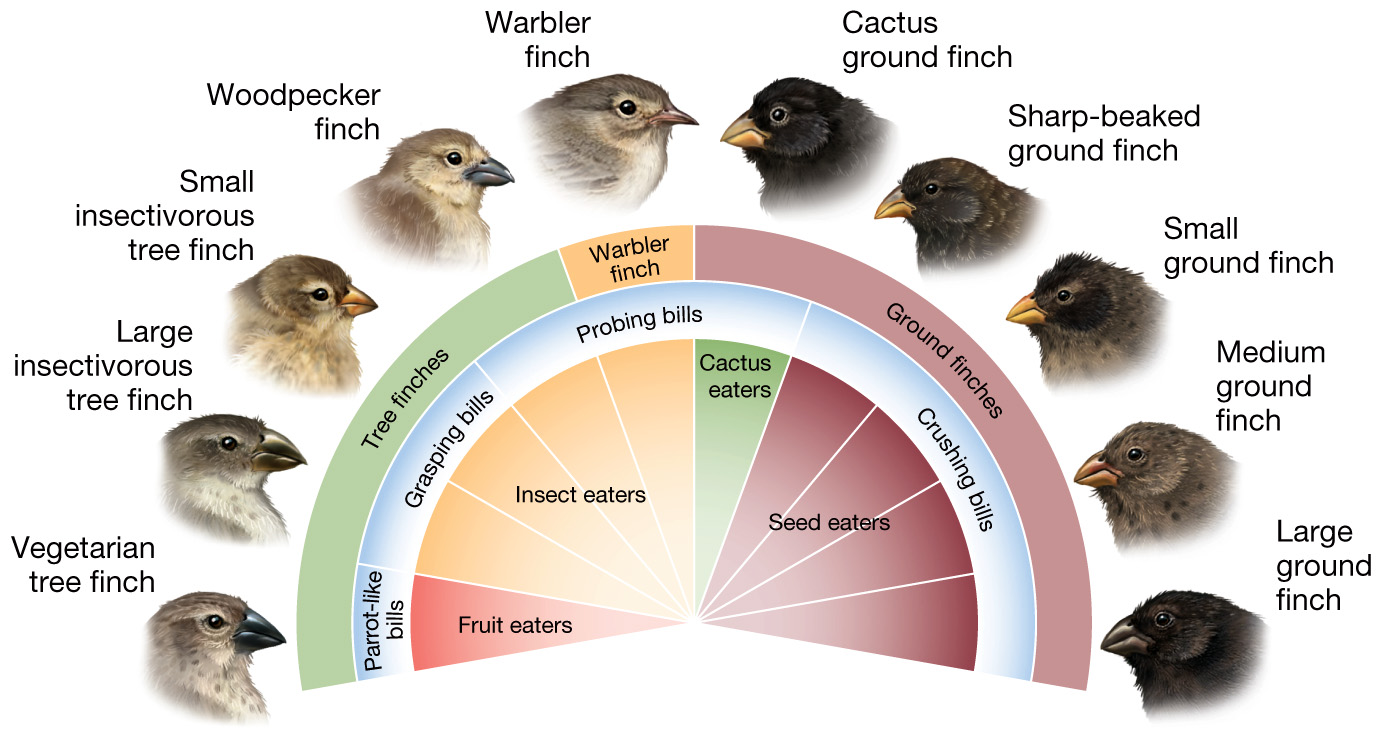 Warbler
finch
Cactus
ground finch
Woodpecker
finch
Sharp-beaked
ground finch
Small
insectivorous
tree finch
Small
ground finch
Large
insectivorous
tree finch
Medium
ground
finch
Vegetarian
tree finch
Large
ground
finch
Tree finches
Warbler
finch
Ground finches
Parrot-like
bills
Grasping bills
Probing bills
Crushing bills
Fruit eaters
Insect eaters
Cactus
eaters
Seed eaters